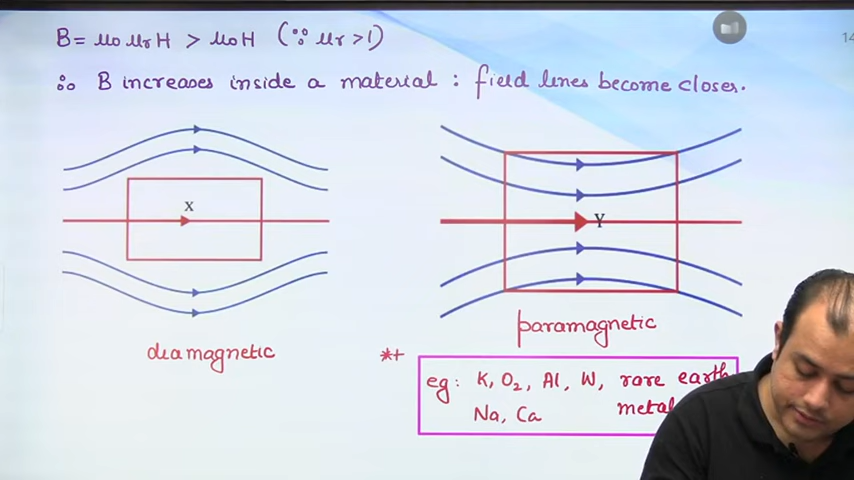 B = μ₀ μr H > μ₀ H (∵ μr > 1)
∴ B increases inside a material : field lines become closer.
X
Y
diamagnetic
paramagnetic
*+
eg: K, O₂, Al, W, rare earth
Na, Ca metal
14